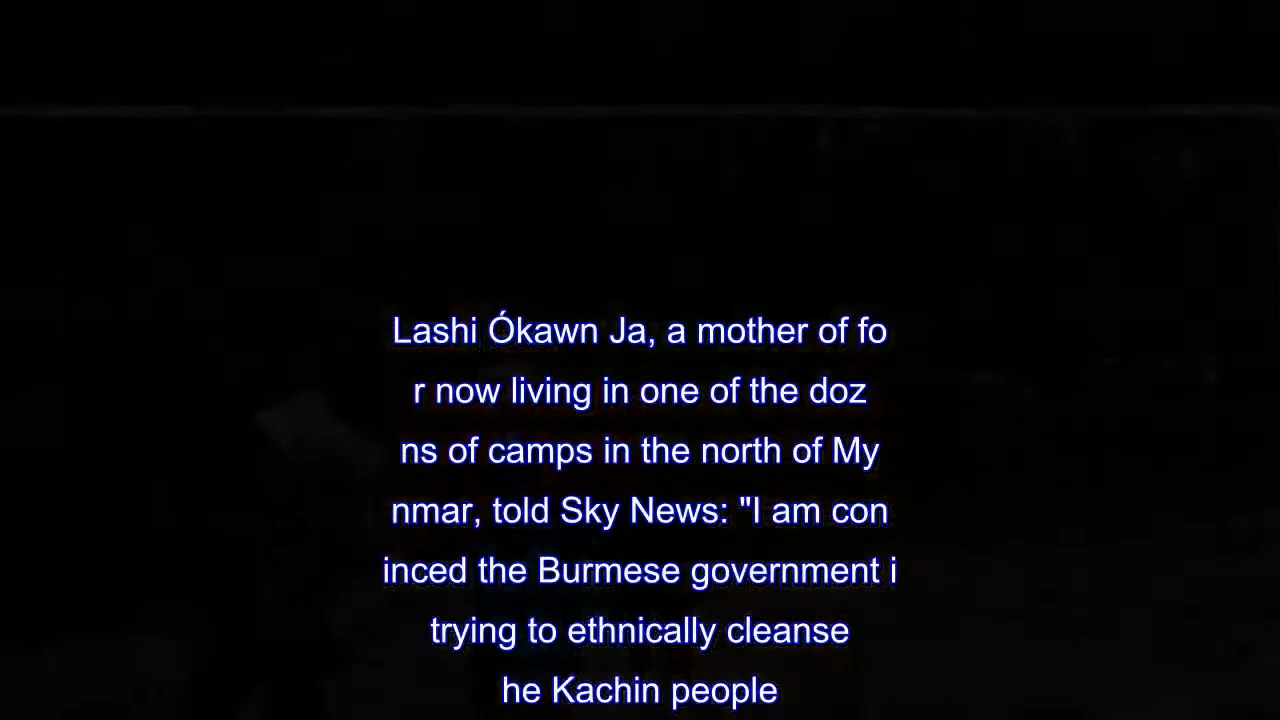 Lashi Ókawn Ja, a mother of fo
r now living in one of the doz
ns of camps in the north of My
nmar, told Sky News: "I am con
inced the Burmese government i
trying to ethnically cleanse
he Kachin people